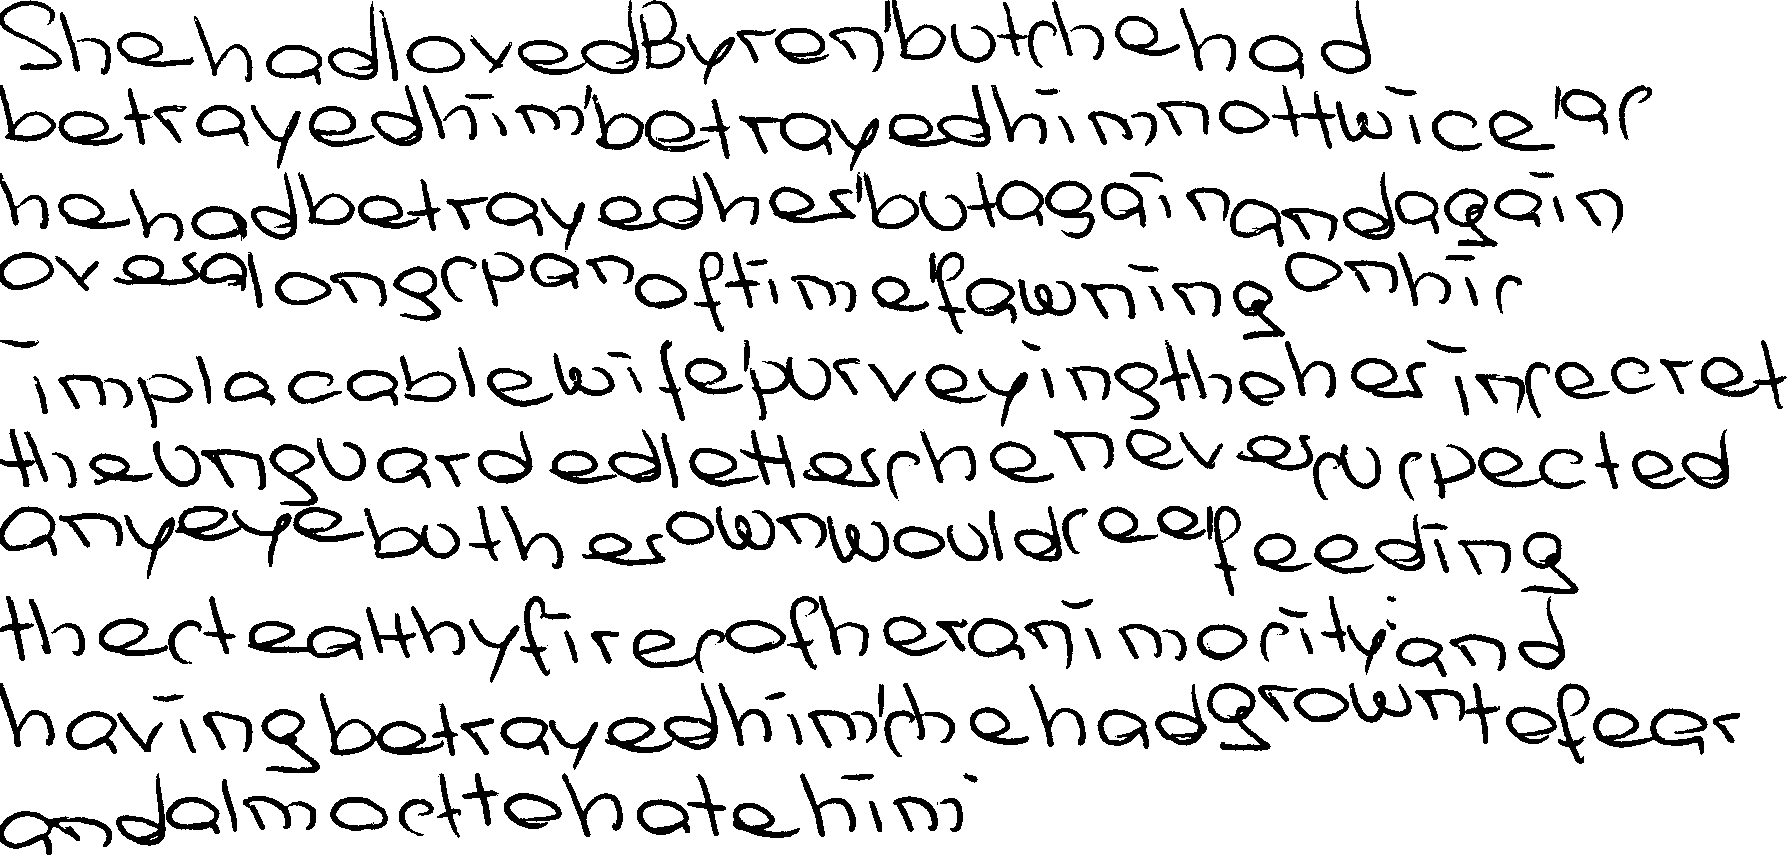 She had loved Byron, but she had
betrayed him, betrayed him not twice, as
he had betrayed her, but again and again
over a long span of time, fawning on his
implacable wife, purveying tho her in secret
the unguarded letters she never suspected
any eye but her own would see, feeding
the stealthy fires of her animosity; and
having betrayed him, she had grown to fear
and almost to hate him.